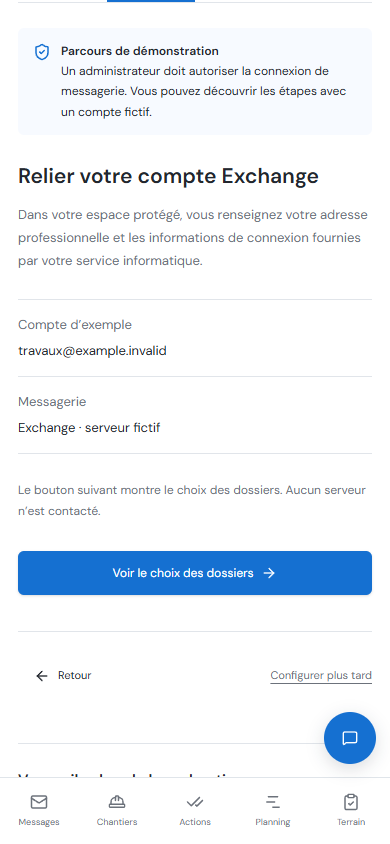 Parcours de démonstration
Un administrateur doit autoriser la connexion de
messagerie. Vous pouvez découvrir les étapes avec
un compte fictif.
Relier votre compte Exchange
Dans votre espace protégé, vous renseignez votre adresse
professionnelle et les informations de connexion fournies
par votre service informatique.
Compte d’exemple
travaux@example.invalid
Messagerie
Exchange · serveur fictif
Le bouton suivant montre le choix des dossiers. Aucun serveur
n’est contacté.
Voir le choix des dossiers
Retour
Configurer plus tard
Messages
Chantiers
Actions
Planning
Terrain